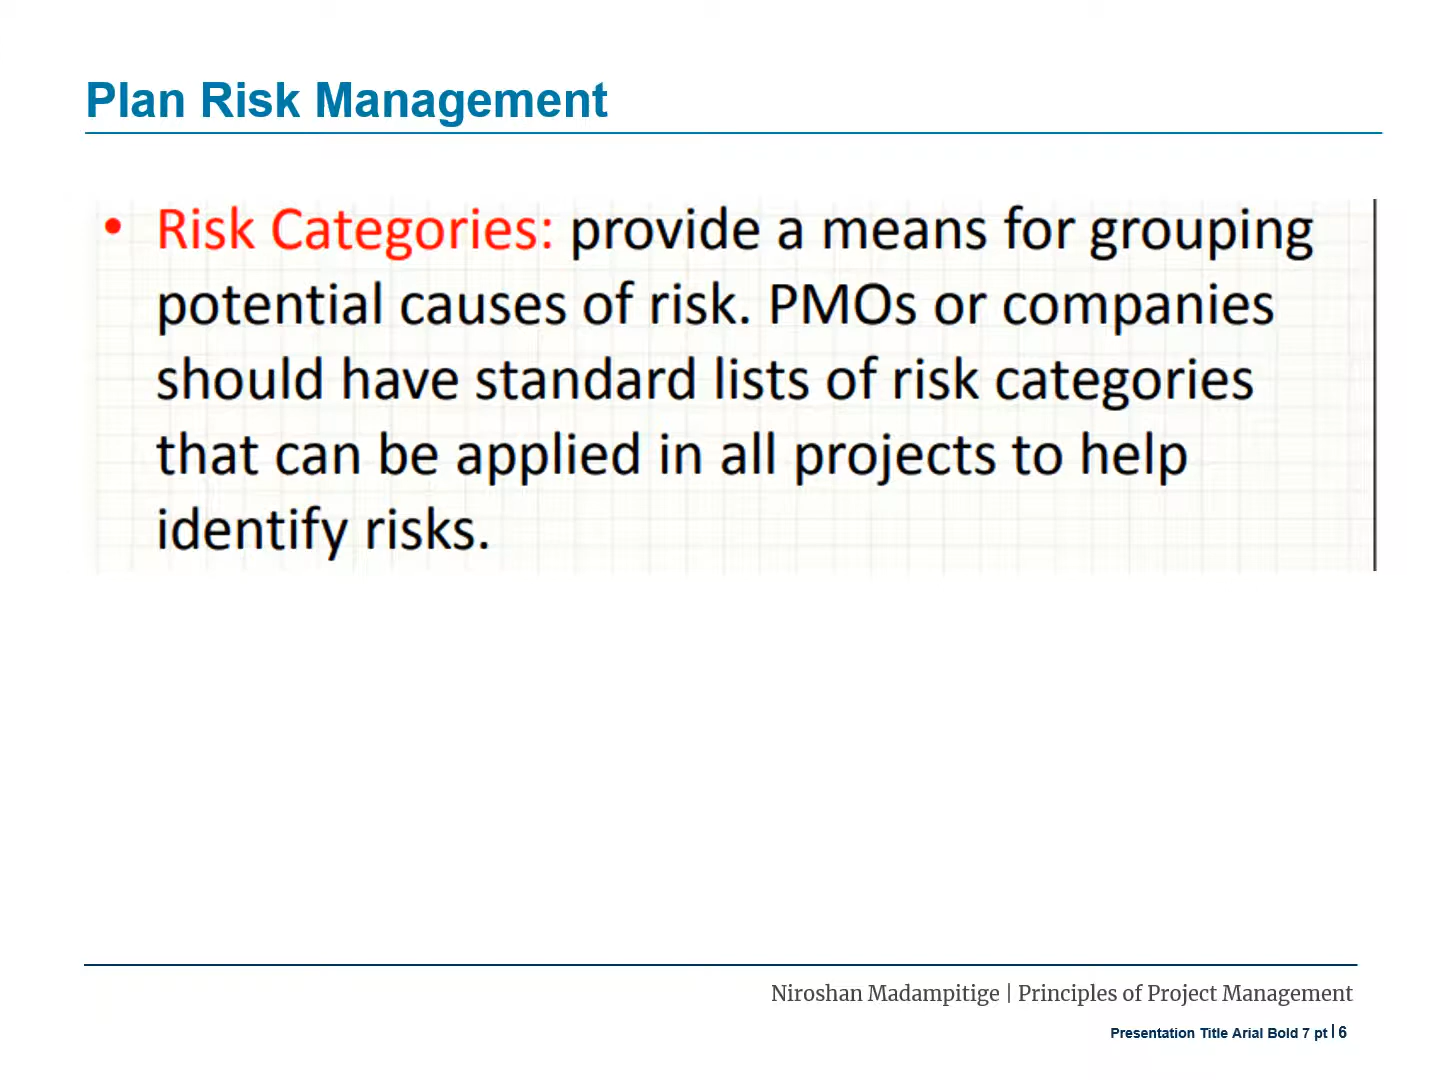 Plan Risk Management
• Risk Categories: provide a means for grouping
potential causes of risk. PMOs or companies
should have standard lists of risk categories
that can be applied in all projects to help
identify risks.
Niroshan Madampitige | Principles of Project Management
Presentation Title Arial Bold 7 pt | 6